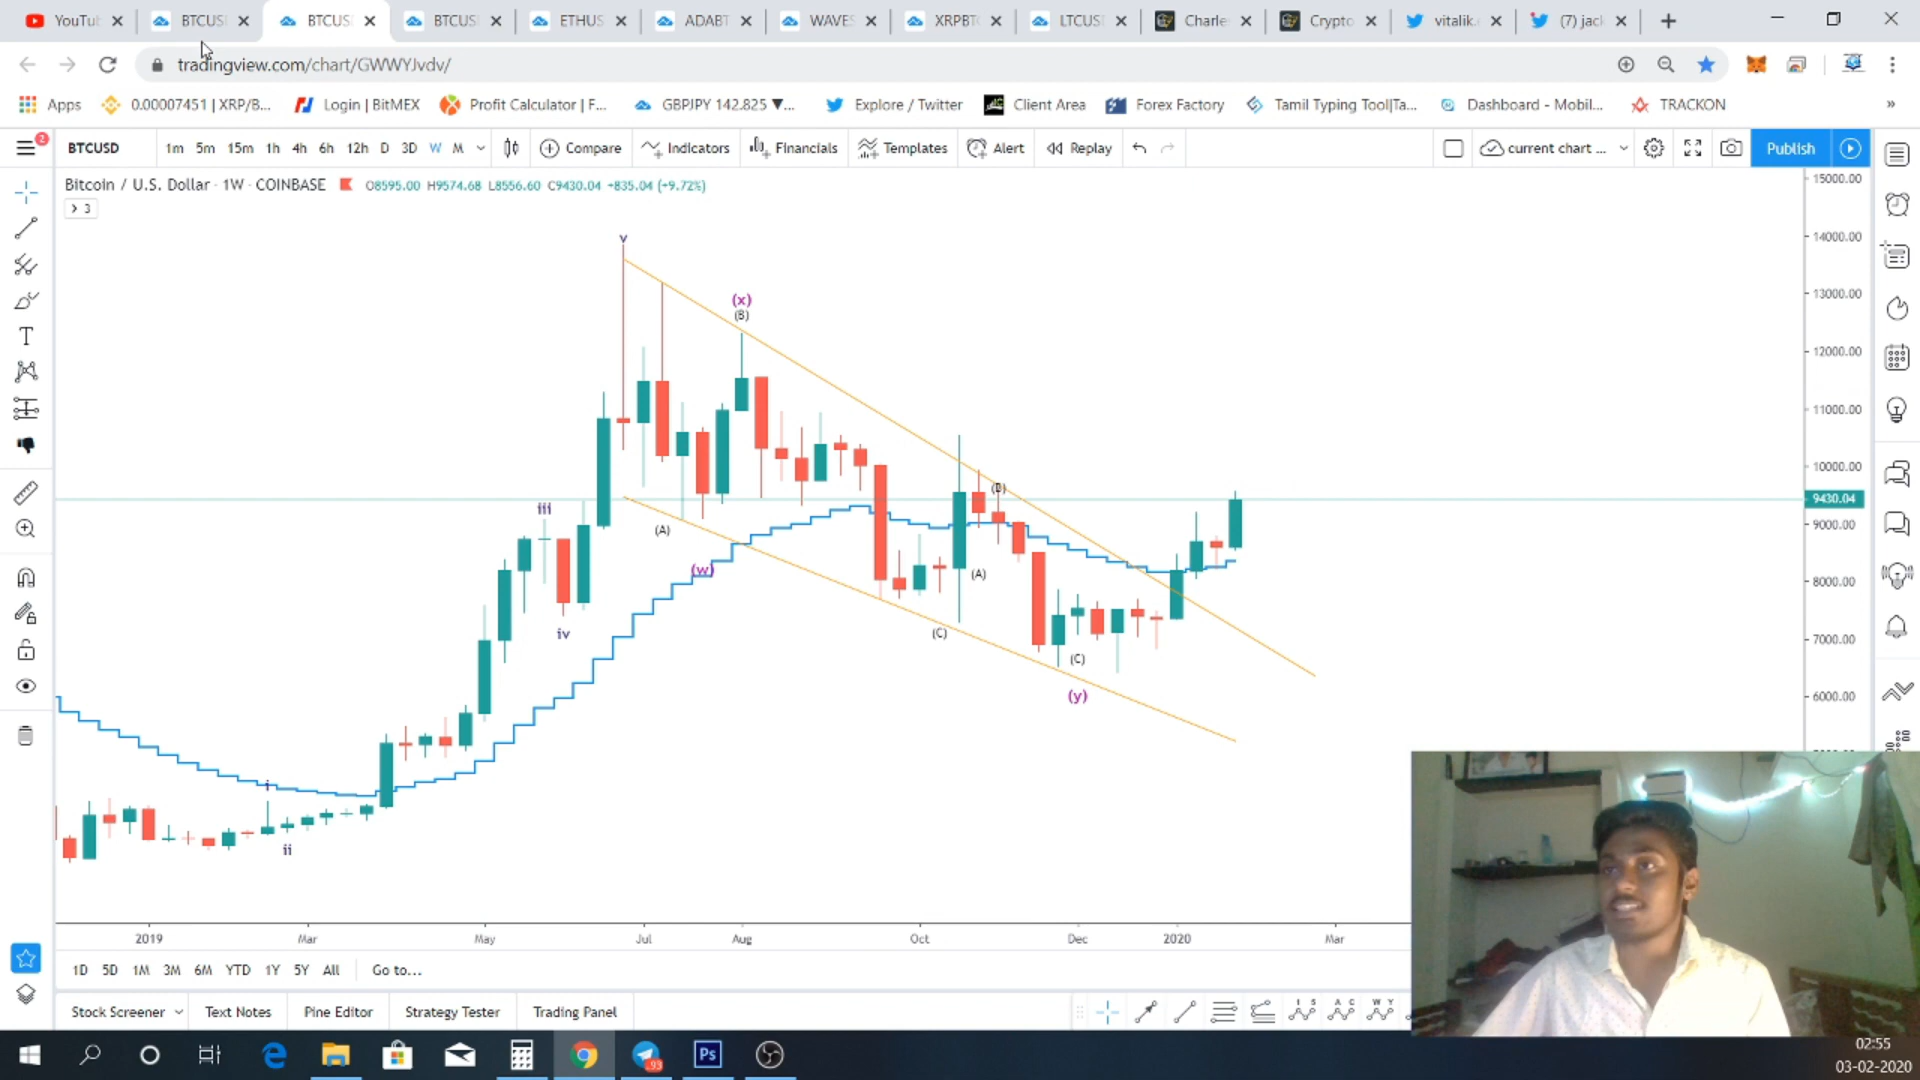 YouTu
BTCUS
BTCUS
BTCUS
ETHUS
ADABT
WAVES
XRPBT
LTCUS
Charle
Crypto
vitalik.
(7) jac
tradingview.com/chart/GWWYJvdv/
Apps
0.00007451 | XRP/B...
Login | BitMEX
Profit Calculator | F...
GBPJPY 142.825 ▼...
Explore / Twitter
Client Area
Forex Factory
Tamil Typing Tool|Ta...
Dashboard - Mobil...
TRACKON
»
2
BTCUSD
1m 5m 15m 1h 4h 6h 12h D 3D W M
Compare
Indicators
Financials
Templates
Alert
Replay
current chart ...
Publish
Bitcoin / U.S. Dollar · 1W · COINBASE
O8595.00 H9574.68 L8556.60 C9430.04 +835.04 (+9.72%)
3
15000.00
14000.00
13000.00
12000.00
11000.00
10000.00
9430.04
9000.00
8000.00
7000.00
6000.00
v
(x)
(B)
iii
(A)
(w)
iv
(B)
(A)
(C)
(C)
(y)
i
ii
2019 Mar May Jul Aug Oct Dec 2020 Mar
1D 5D 1M 3M 6M YTD 1Y 5Y All Go to...
Stock Screener
Text Notes
Pine Editor
Strategy Tester
Trading Panel
1 5
A C
W Y
93
Ps
02:55
03-02-2020